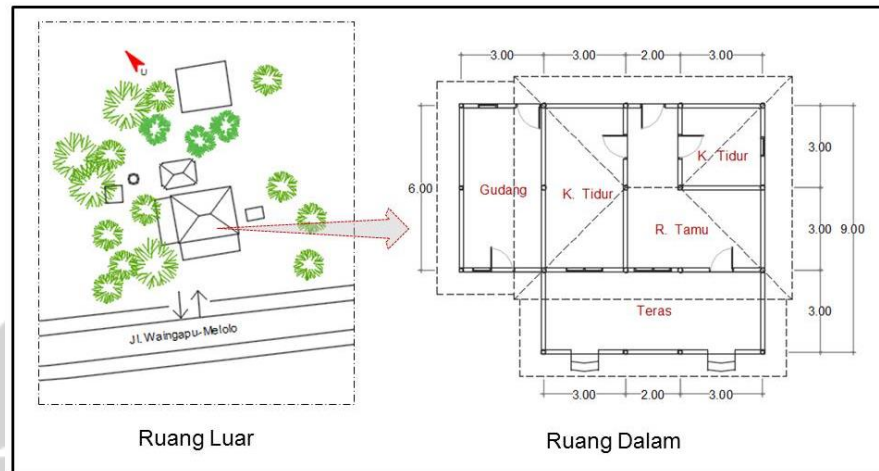 U
Jl. Waingapu-Melolo
Ruang Luar
3.00 3.00 2.00 3.00
6.00
Gudang
K. Tidur
K. Tidur
R. Tamu
Teras
3.00
3.00 9.00
3.00
3.00 2.00 3.00
Ruang Dalam